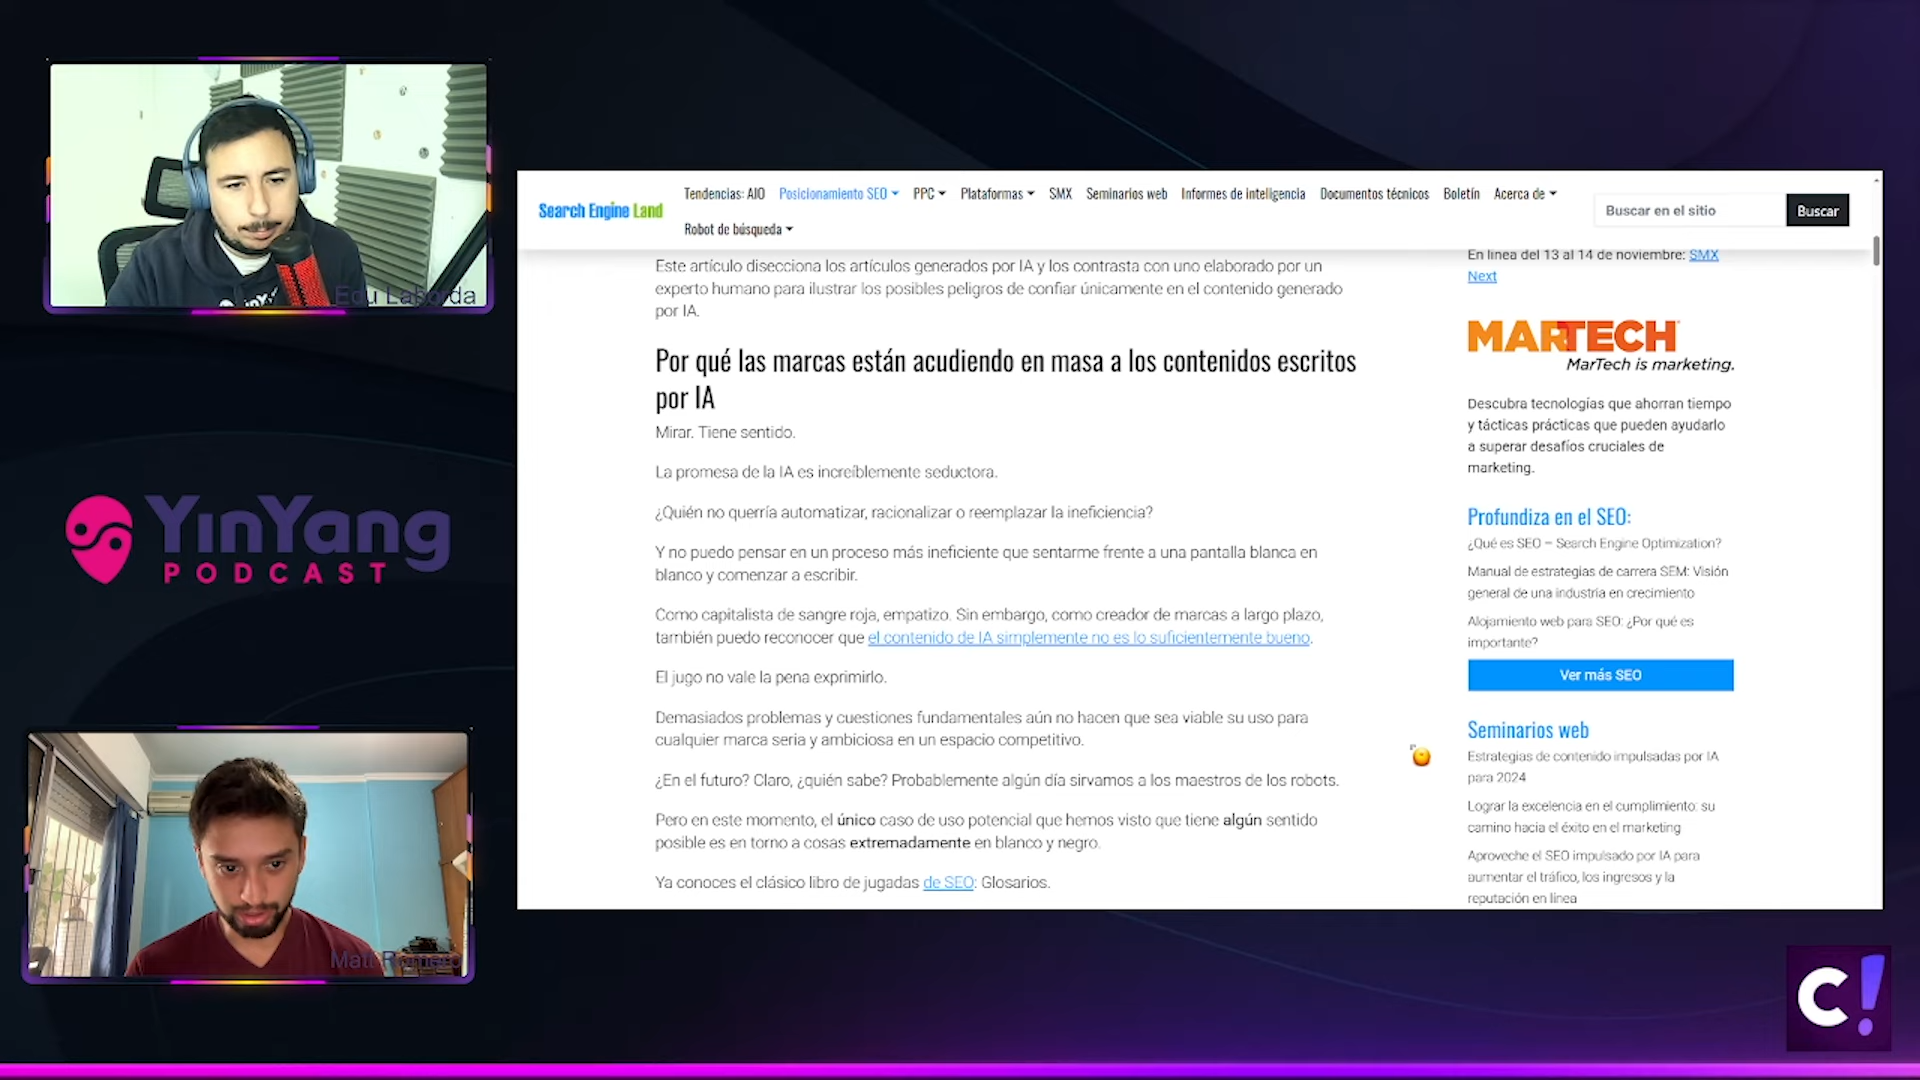 Edu Laborda
YinYang
PODCAST
Matt Romero
Search Engine Land
Tendencias: AIO
Posicionamiento SEO
PPC
Plataformas
SMX
Seminarios web
Informes de inteligencia
Documentos técnicos
Boletín
Acerca de
Robot de búsqueda
Buscar en el sitio
Buscar
Este artículo disecciona los artículos generados por IA y los contrasta con uno elaborado por un
experto humano para ilustrar los posibles peligros de confiar únicamente en el contenido generado
por IA.
Por qué las marcas están acudiendo en masa a los contenidos escritos
por IA
Mirar. Tiene sentido.
La promesa de la IA es increíblemente seductora.
¿Quién no querría automatizar, racionalizar o reemplazar la ineficiencia?
Y no puedo pensar en un proceso más ineficiente que sentarme frente a una pantalla blanca en
blanco y comenzar a escribir.
Como capitalista de sangre roja, empatizo. Sin embargo, como creador de marcas a largo plazo,
también puedo reconocer que el contenido de IA simplemente no es lo suficientemente bueno.
El jugo no vale la pena exprimirlo.
Demasiados problemas y cuestiones fundamentales aún no hacen que sea viable su uso para
cualquier marca seria y ambiciosa en un espacio competitivo.
¿En el futuro? Claro, ¿quién sabe? Probablemente algún día sirvamos a los maestros de los robots.
Pero en este momento, el único caso de uso potencial que hemos visto que tiene algún sentido
posible es en torno a cosas extremadamente en blanco y negro.
Ya conoces el clásico libro de jugadas de SEO: Glosarios.
En línea del 13 al 14 de noviembre: SMX
Next
MARTECH
MarTech is marketing.
Descubra tecnologías que ahorran tiempo
y tácticas prácticas que pueden ayudarlo
a superar desafíos cruciales de
marketing.
Profundiza en el SEO:
¿Qué es SEO – Search Engine Optimization?
Manual de estrategias de carrera SEM: Visión
general de una industria en crecimiento
Alojamiento web para SEO: ¿Por qué es
importante?
Ver más SEO
Seminarios web
Estrategias de contenido impulsadas por IA
para 2024
Lograr la excelencia en el cumplimiento: su
camino hacia el éxito en el marketing
Aproveche el SEO impulsado por IA para
aumentar el tráfico, los ingresos y la
reputación en línea
C!